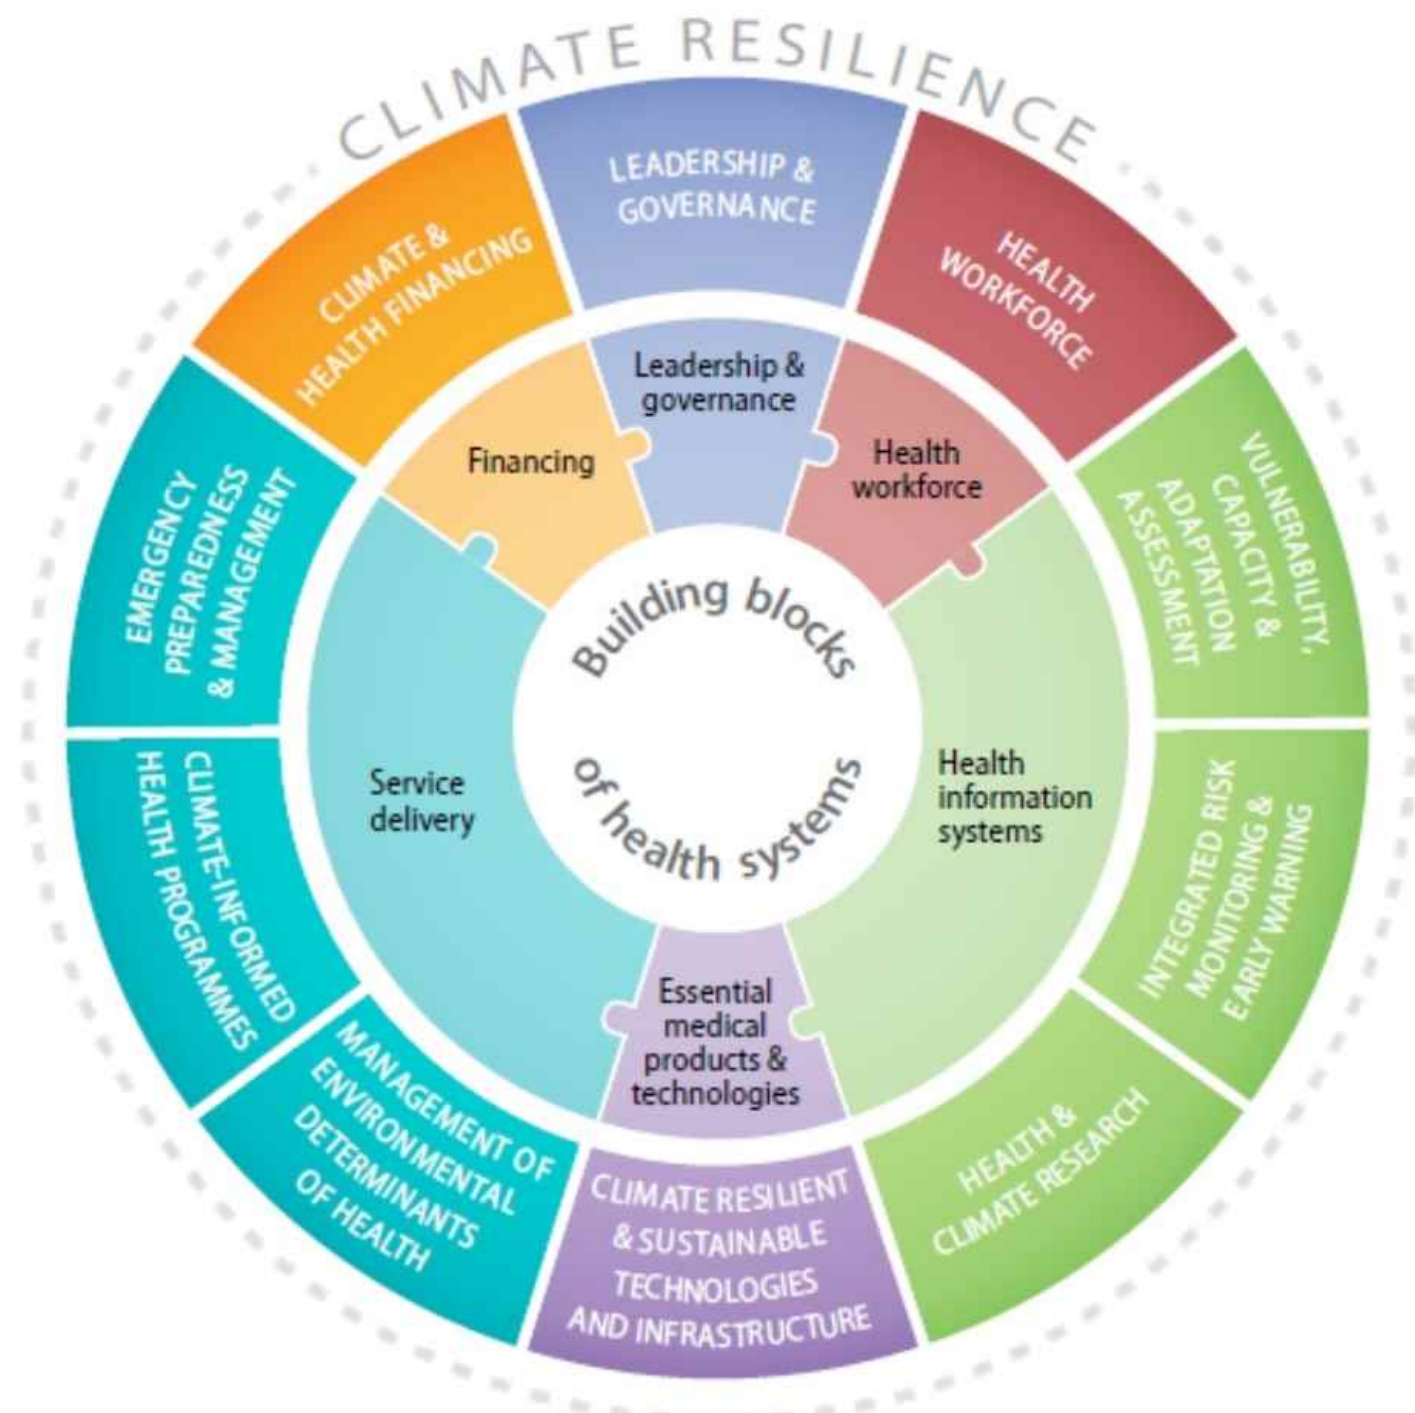 CLIMATE RESILIENCE
LEADERSHIP &
GOVERNANCE
HEALTH
WORKFORCE
VULNERABILITY,
CAPACITY &
ADAPTATION
ASSESSMENT
INTEGRATED RISK
MONITORING &
EARLY WARNING
HEALTH &
CLIMATE RESEARCH
CLIMATE RESILIENT
& SUSTAINABLE
TECHNOLOGIES
AND INFRASTRUCTURE
MANAGEMENT OF
ENVIRONMENTAL
DETERMINANTS
OF HEALTH
CLIMATE-INFORMED
HEALTH PROGRAMMES
EMERGENCY
PREPAREDNESS
& MANAGEMENT
CLIMATE &
HEALTH FINANCING
Leadership &
governance
Health
workforce
Health
information
systems
Essential
medical
products &
technologies
Service
delivery
Financing
Building blocks
of health systems